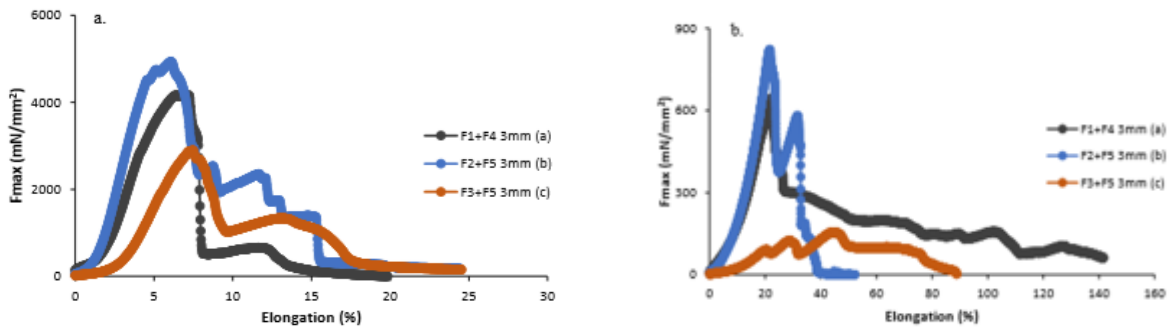 a.
6000
4000
2000
0
Fmax (mN/mm²)
0 5 10 15 20 25 30
Elongation (%)
F1+F4 3mm (a)
F2+F5 3mm (b)
F3+F5 3mm (c)
b.
900
600
300
0
Fmax (mN/mm²)
0 20 40 60 80 100 120 140 160
Elongation (%)
F1+F4 3mm (a)
F2+F5 3mm (b)
F3+F5 3mm (c)